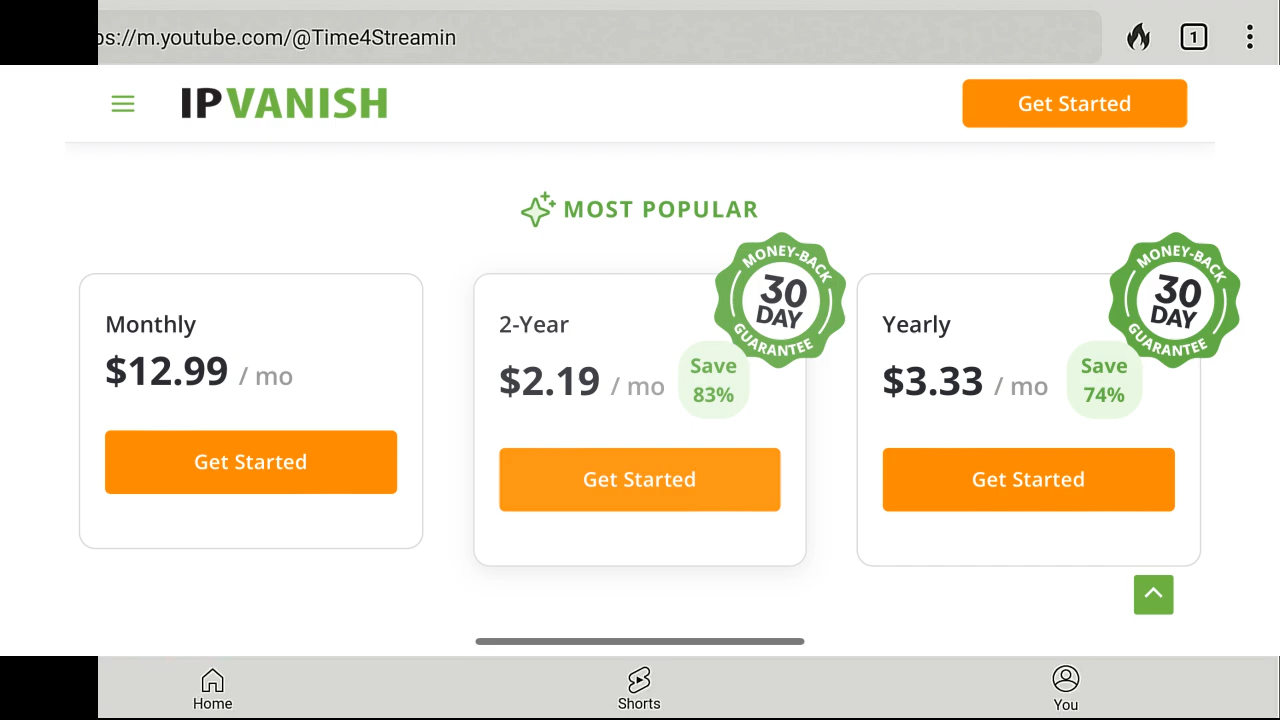 ps://m.youtube.com/@Time4Streamin
1
IPVANISH
Get Started
MOST POPULAR
Monthly
$12.99 / mo
Get Started
2-Year
$2.19 / mo
Save
83%
MONEY-BACK
30
DAY
GUARANTEE
Get Started
Yearly
$3.33 / mo
Save
74%
MONEY-BACK
30
DAY
GUARANTEE
Get Started
Home
Shorts
You